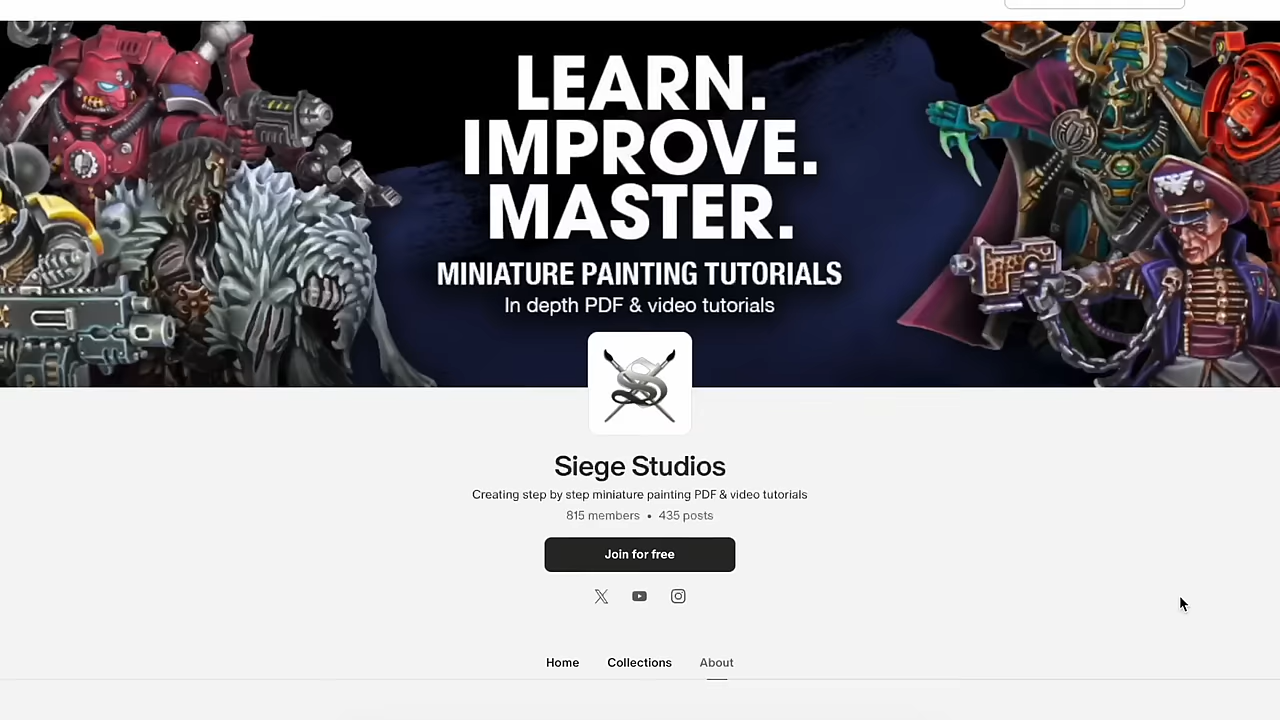 LEARN.
IMPROVE.
MASTER.
MINIATURE PAINTING TUTORIALS
In depth PDF & video tutorials
Siege Studios
Creating step by step miniature painting PDF & video tutorials
815 members • 435 posts
Join for free
Home Collections About